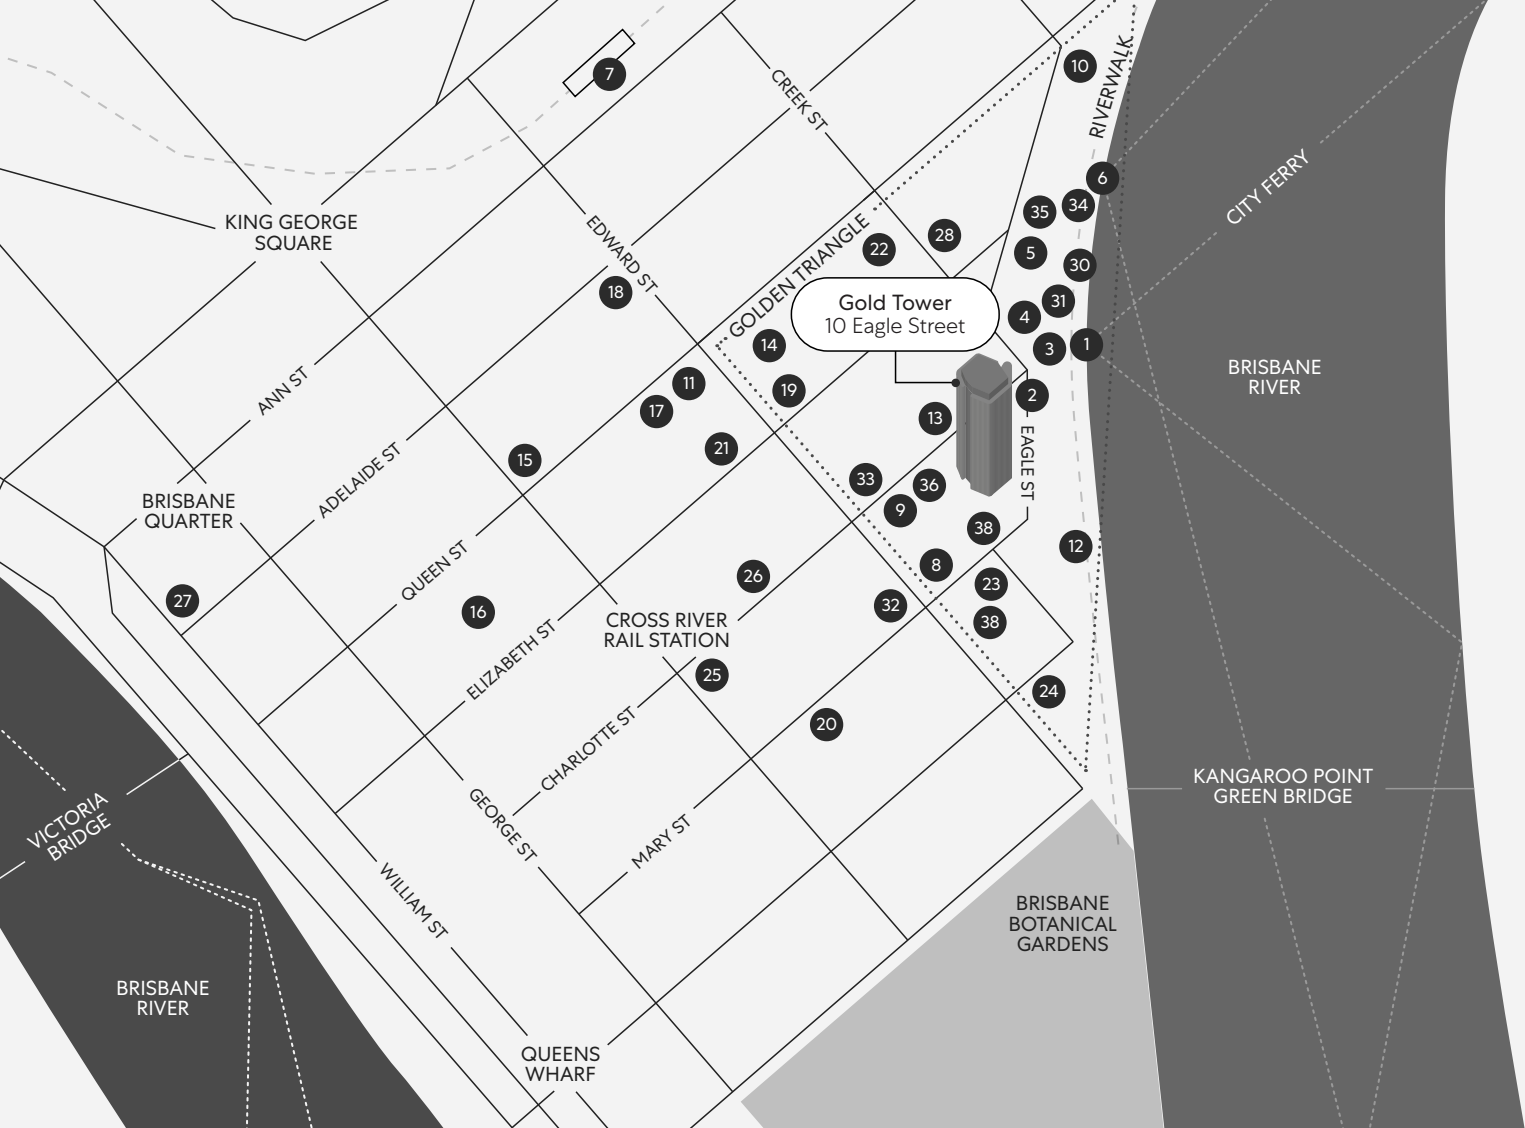 7
10
RIVERWALK
CREEK ST
6
CITY FERRY
34
35
KING GEORGE
SQUARE
EDWARD ST
28
22
5
30
GOLDEN TRIANGLE
18
Gold Tower
10 Eagle Street
31
4
14
3
1
BRISBANE
RIVER
ANN ST
11
19
2
17
13
21
EAGLE ST
15
ADELAIDE ST
33
36
BRISBANE
QUARTER
9
38
12
QUEEN ST
8
26
23
27
16
32
CROSS RIVER
RAIL STATION
38
ELIZABETH ST
25
24
CHARLOTTE ST
20
KANGAROO POINT
GREEN BRIDGE
VICTORIA
BRIDGE
GEORGE ST
MARY ST
WILLIAM ST
BRISBANE
BOTANICAL
GARDENS
BRISBANE
RIVER
QUEENS
WHARF